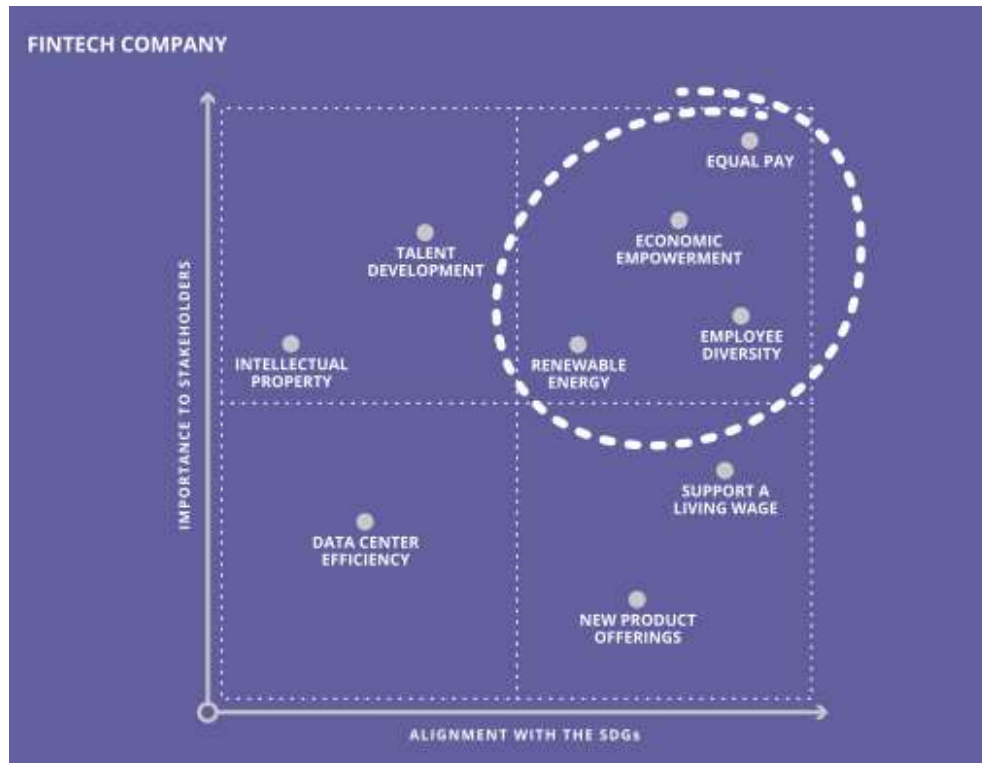 FINTECH COMPANY
EQUAL PAY
TALENT
DEVELOPMENT
ECONOMIC
EMPOWERMENT
INTELLECTUAL
PROPERTY
RENEWABLE
ENERGY
EMPLOYEE
DIVERSITY
IMPORTANCE TO STAKEHOLDERS
DATA CENTER
EFFICIENCY
SUPPORT A
LIVING WAGE
NEW PRODUCT
OFFERINGS
ALIGNMENT WITH THE SDGs